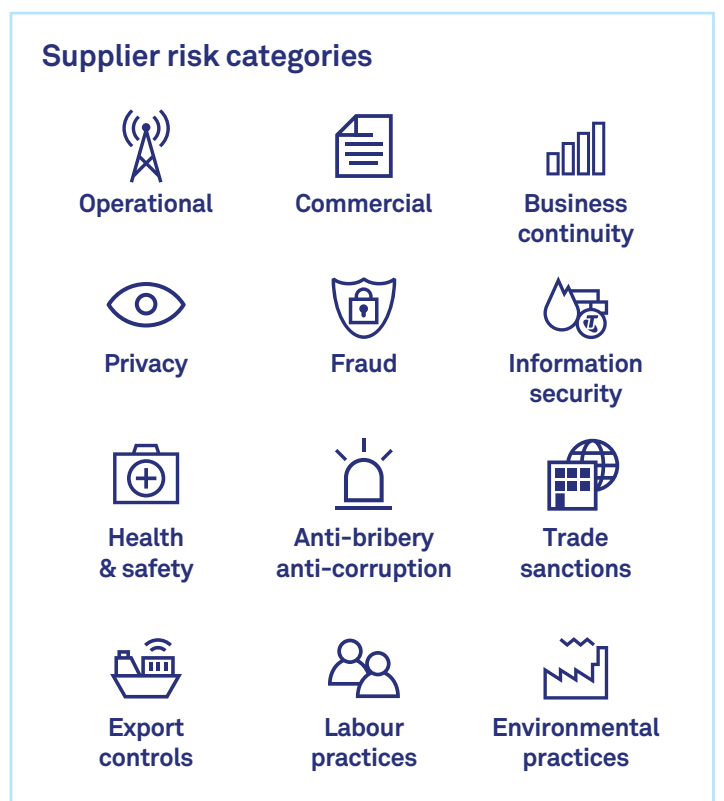 Supplier risk categories
Operational
Commercial
Business
continuity
Privacy
Fraud
Information
security
Health
& safety
Anti-bribery
anti-corruption
Trade
sanctions
Export
controls
Labour
practices
Environmental
practices